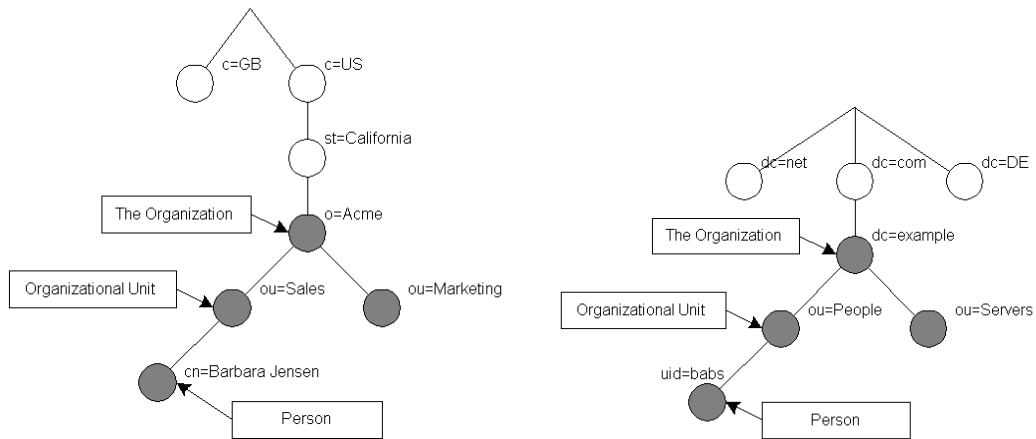 c=GB
c=US
st=California
The Organization
o=Acme
Organizational Unit
ou=Sales
ou=Marketing
cn=Barbara Jensen
Person
dc=net
dc=com
dc=DE
The Organization
dc=example
Organizational Unit
ou=People
ou=Servers
uid=babs
Person